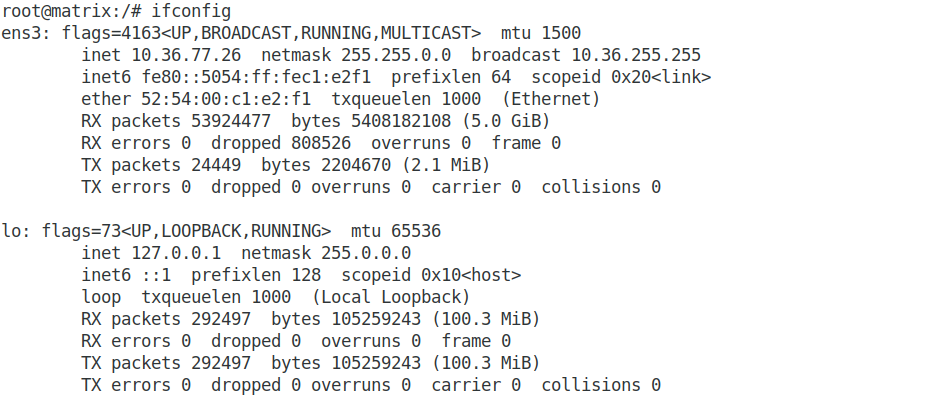 root@matrix:/# ifconfig
ens3: flags=4163<UP,BROADCAST,RUNNING,MULTICAST>  mtu 1500
        inet 10.36.77.26  netmask 255.255.0.0  broadcast 10.36.255.255
        inet6 fe80::5054:ff:fec1:e2f1  prefixlen 64  scopeid 0x20<link>
        ether 52:54:00:c1:e2:f1  txqueuelen 1000  (Ethernet)
        RX packets 53924477  bytes 5408182108 (5.0 GiB)
        RX errors 0  dropped 808526  overruns 0  frame 0
        TX packets 24449  bytes 2204670 (2.1 MiB)
        TX errors 0  dropped 0 overruns 0  carrier 0  collisions 0

lo: flags=73<UP,LOOPBACK,RUNNING>  mtu 65536
        inet 127.0.0.1  netmask 255.0.0.0
        inet6 ::1  prefixlen 128  scopeid 0x10<host>
        loop  txqueuelen 1000  (Local Loopback)
        RX packets 292497  bytes 105259243 (100.3 MiB)
        RX errors 0  dropped 0  overruns 0  frame 0
        TX packets 292497  bytes 105259243 (100.3 MiB)
        TX errors 0  dropped 0 overruns 0  carrier 0  collisions 0